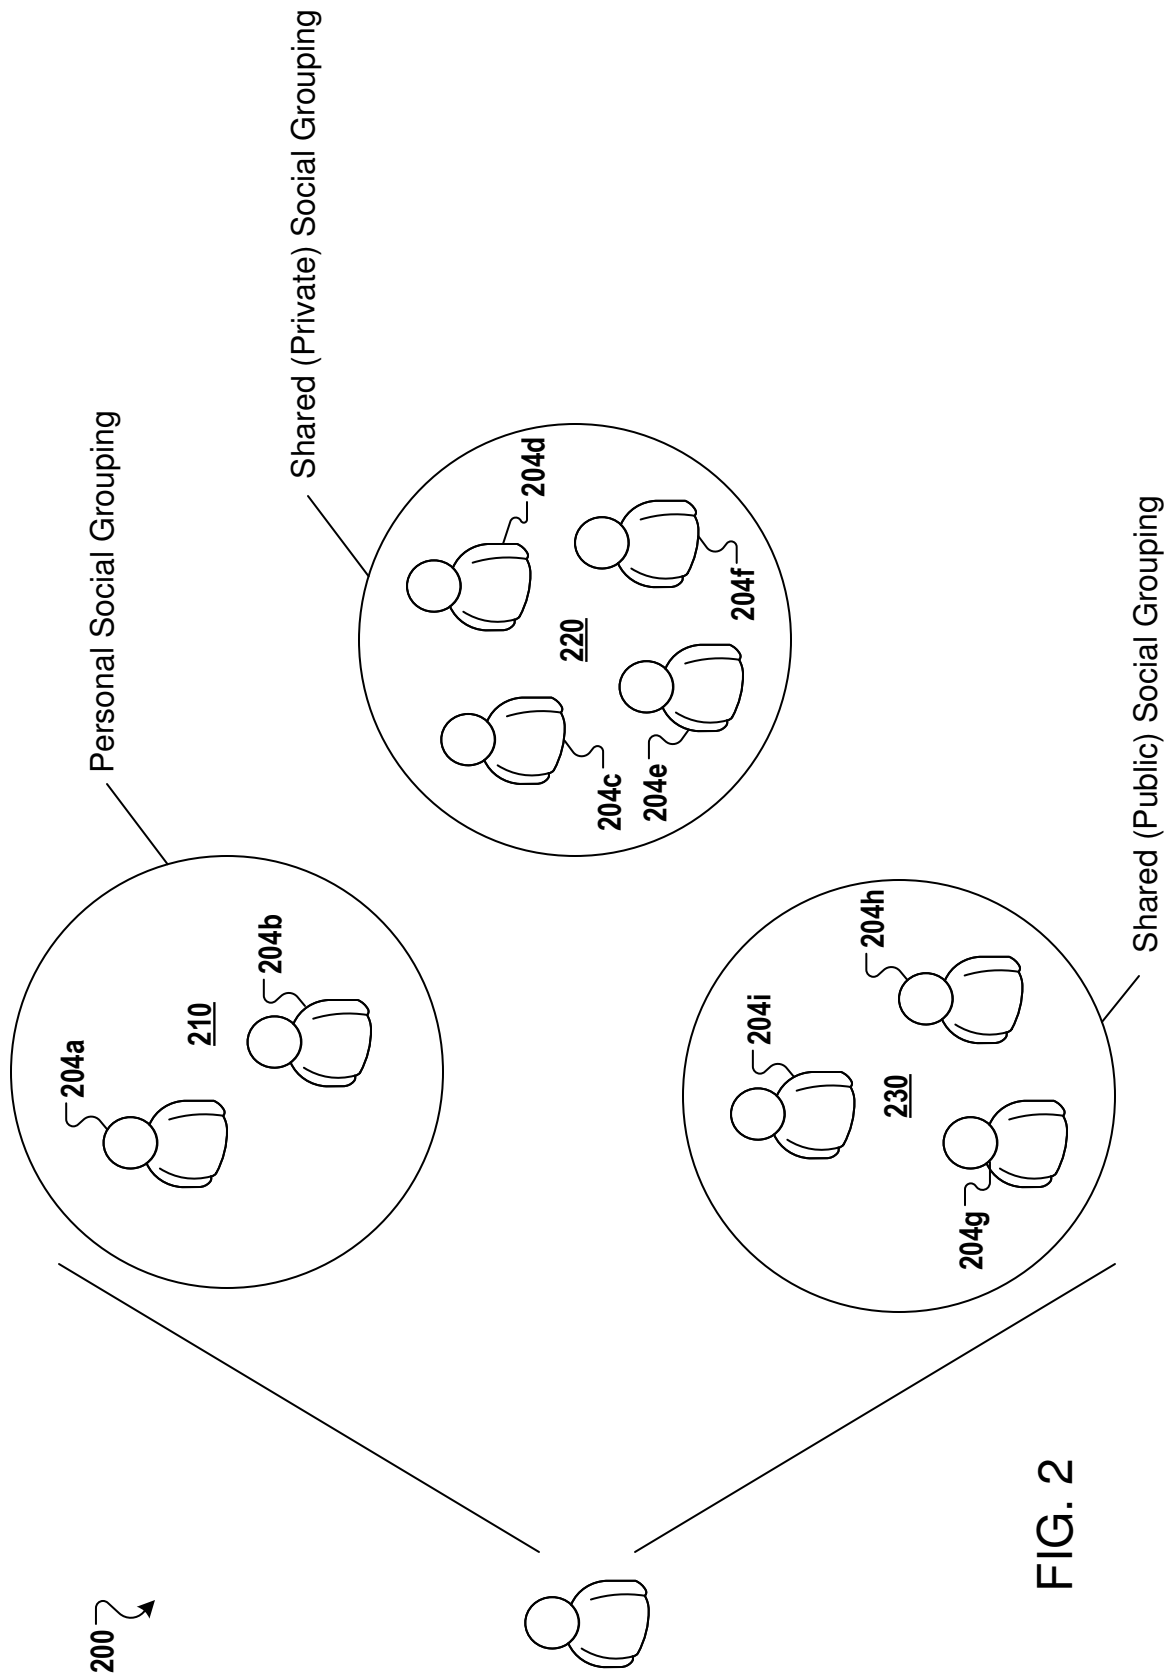 200
Personal Social Grouping
204a
210
204b
Shared (Private) Social Grouping
204d
204c
220
204e
204f
204i
204h
230
204g
Shared (Public) Social Grouping
FIG. 2